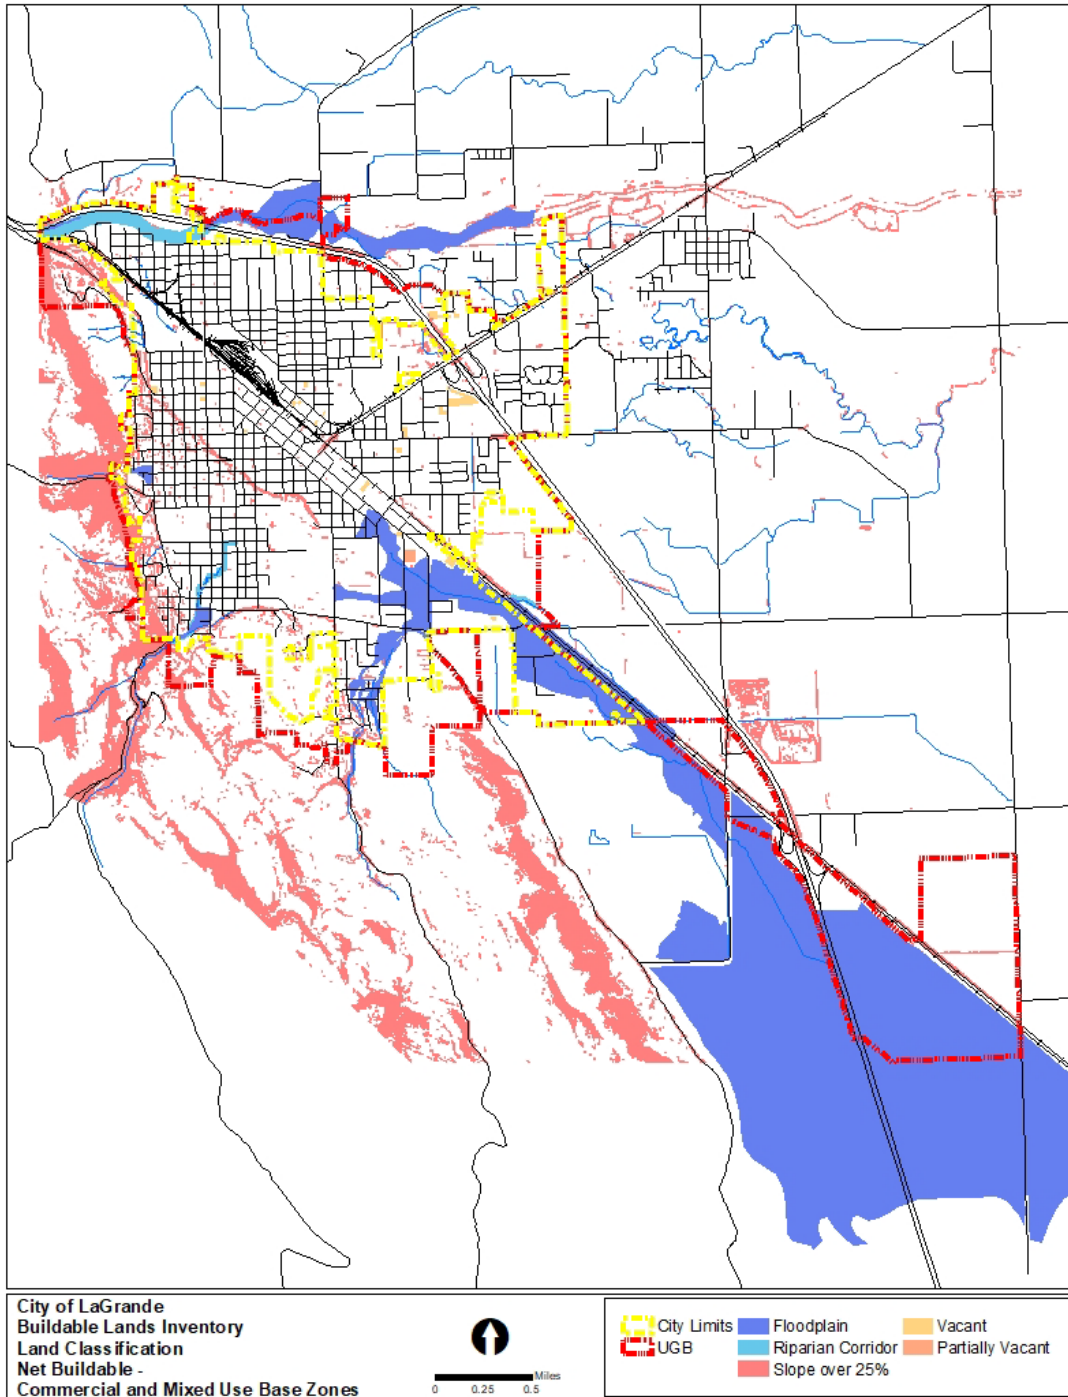 City of LaGrande
Buildable Lands Inventory
Land Classification
Net Buildable -
Commercial and Mixed Use Base Zones
Miles
0 0.25 0.5
City Limits
UGB
Floodplain
Riparian Corridor
Slope over 25%
Vacant
Partially Vacant